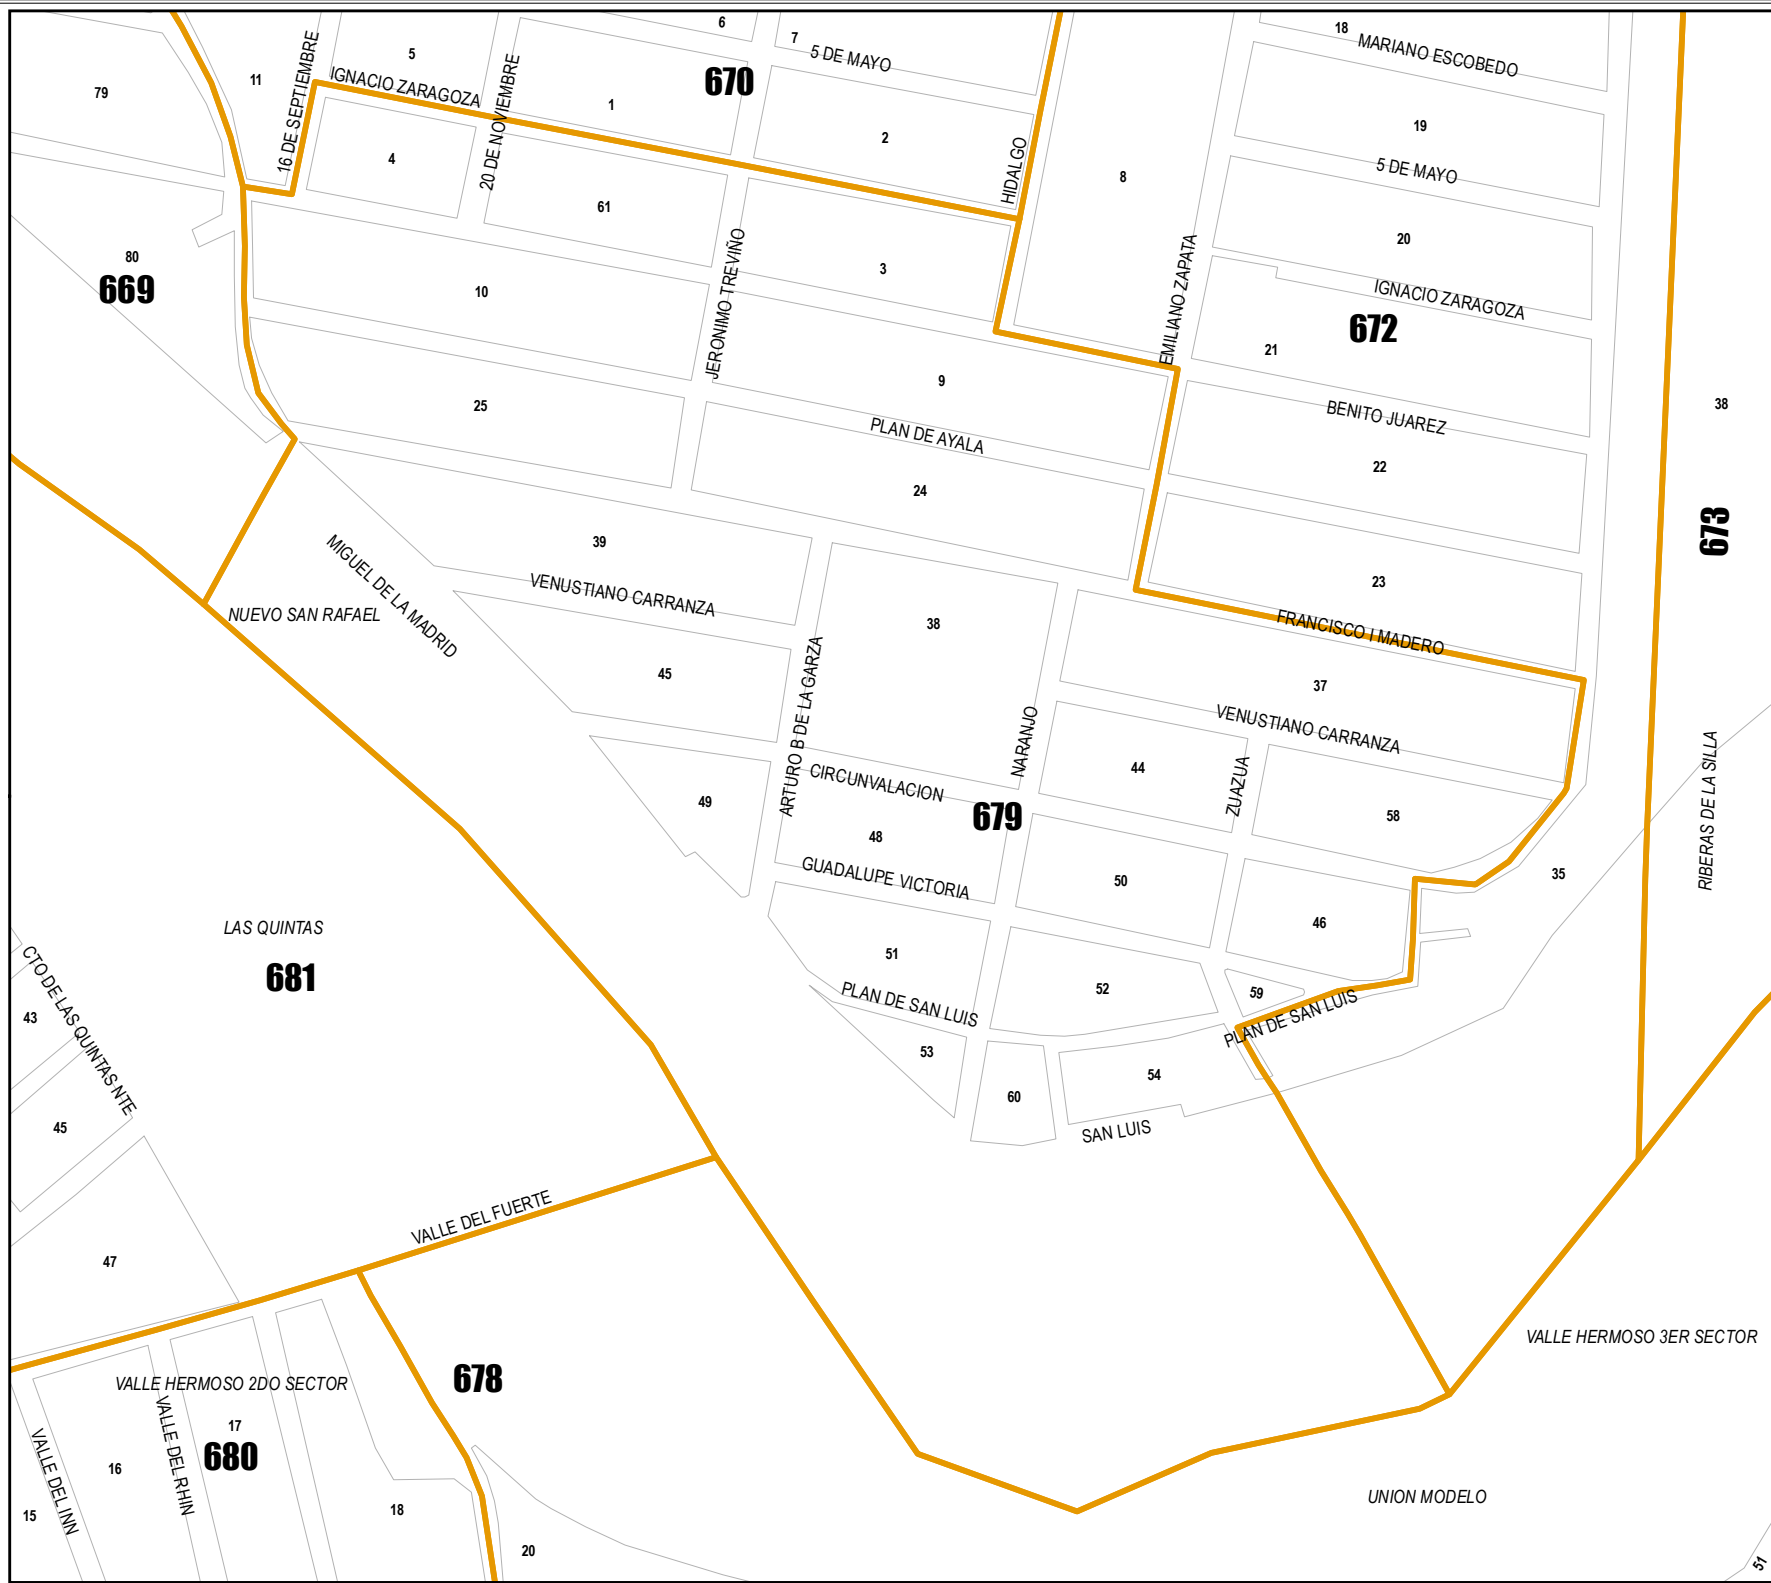 6
7
18
5
5 DE MAYO
MARIANO ESCOBEDO
16 DE SEPTIEMBRE
IGNACIO ZARAGOZA
20 DE NOVIEMBRE
670
79
11
1
2
19
4
HIDALGO
8
5 DE MAYO
61
20
80
669
10
JERONIMO TREVIÑO
3
EMILIANO ZAPATA
IGNACIO ZARAGOZA
672
21
9
25
38
BENITO JUAREZ
PLAN DE AYALA
22
24
673
39
MIGUEL DE LA MADRID
VENUSTIANO CARRANZA
23
NUEVO SAN RAFAEL
38
FRANCISCO I MADERO
45
ARTURO B DE LA GARZA
37
NARANJO
VENUSTIANO CARRANZA
44
ZUAZUA
RIBERAS DE LA SILLA
CIRCUNVALACION
49
679
58
48
GUADALUPE VICTORIA
50
35
LAS QUINTAS
46
681
51
CTO DE LAS QUINTAS NTE
52
59
PLAN DE SAN LUIS
PLAN DE SAN LUIS
43
53
54
60
45
SAN LUIS
VALLE DEL FUERTE
47
VALLE HERMOSO 3ER SECTOR
678
VALLE HERMOSO 2DO SECTOR
VALLE DEL RHIN
17
680
VALLE DEL INN
16
UNION MODELO
15
18
20
51